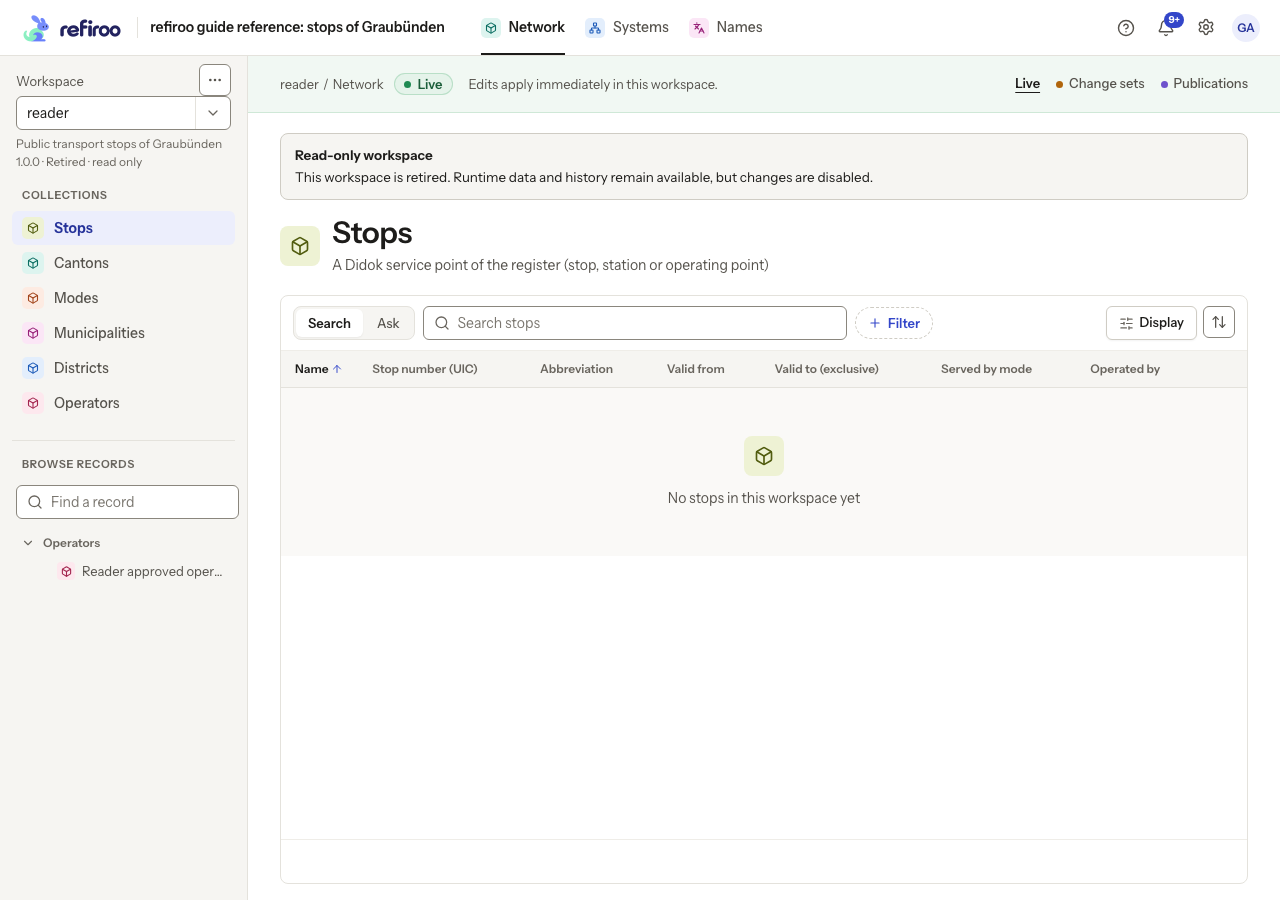 refiroo
refiroo guide reference: stops of Graubünden
Network
Systems
Names
9+
GA
Workspace
reader
Public transport stops of Graubünden
1.0.0 · Retired · read only
COLLECTIONS
Stops
Cantons
Modes
Municipalities
Districts
Operators
BROWSE RECORDS
Find a record
Operators
Reader approved oper...
reader / Network
Live
Edits apply immediately in this workspace.
Live
Change sets
Publications
Read-only workspace
This workspace is retired. Runtime data and history remain available, but changes are disabled.
Stops
A Didok service point of the register (stop, station or operating point)
Search
Ask
Search stops
+ Filter
Display
Name ↑
Stop number (UIC)
Abbreviation
Valid from
Valid to (exclusive)
Served by mode
Operated by
No stops in this workspace yet